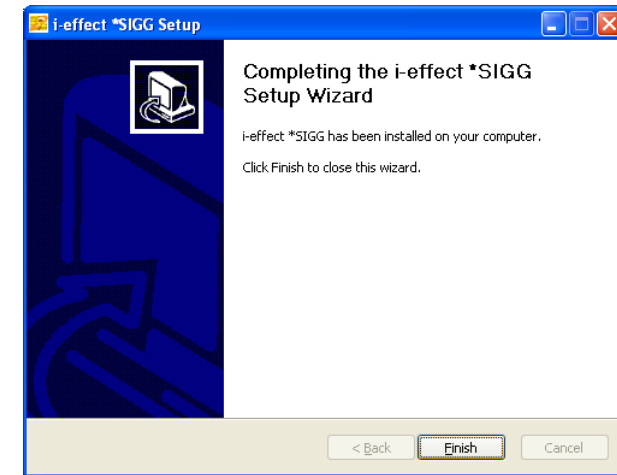 i-effect *SIGG Setup
Completing the i-effect *SIGG
Setup Wizard
i-effect *SIGG has been installed on your computer.
Click Finish to close this wizard.
< Back Finish Cancel